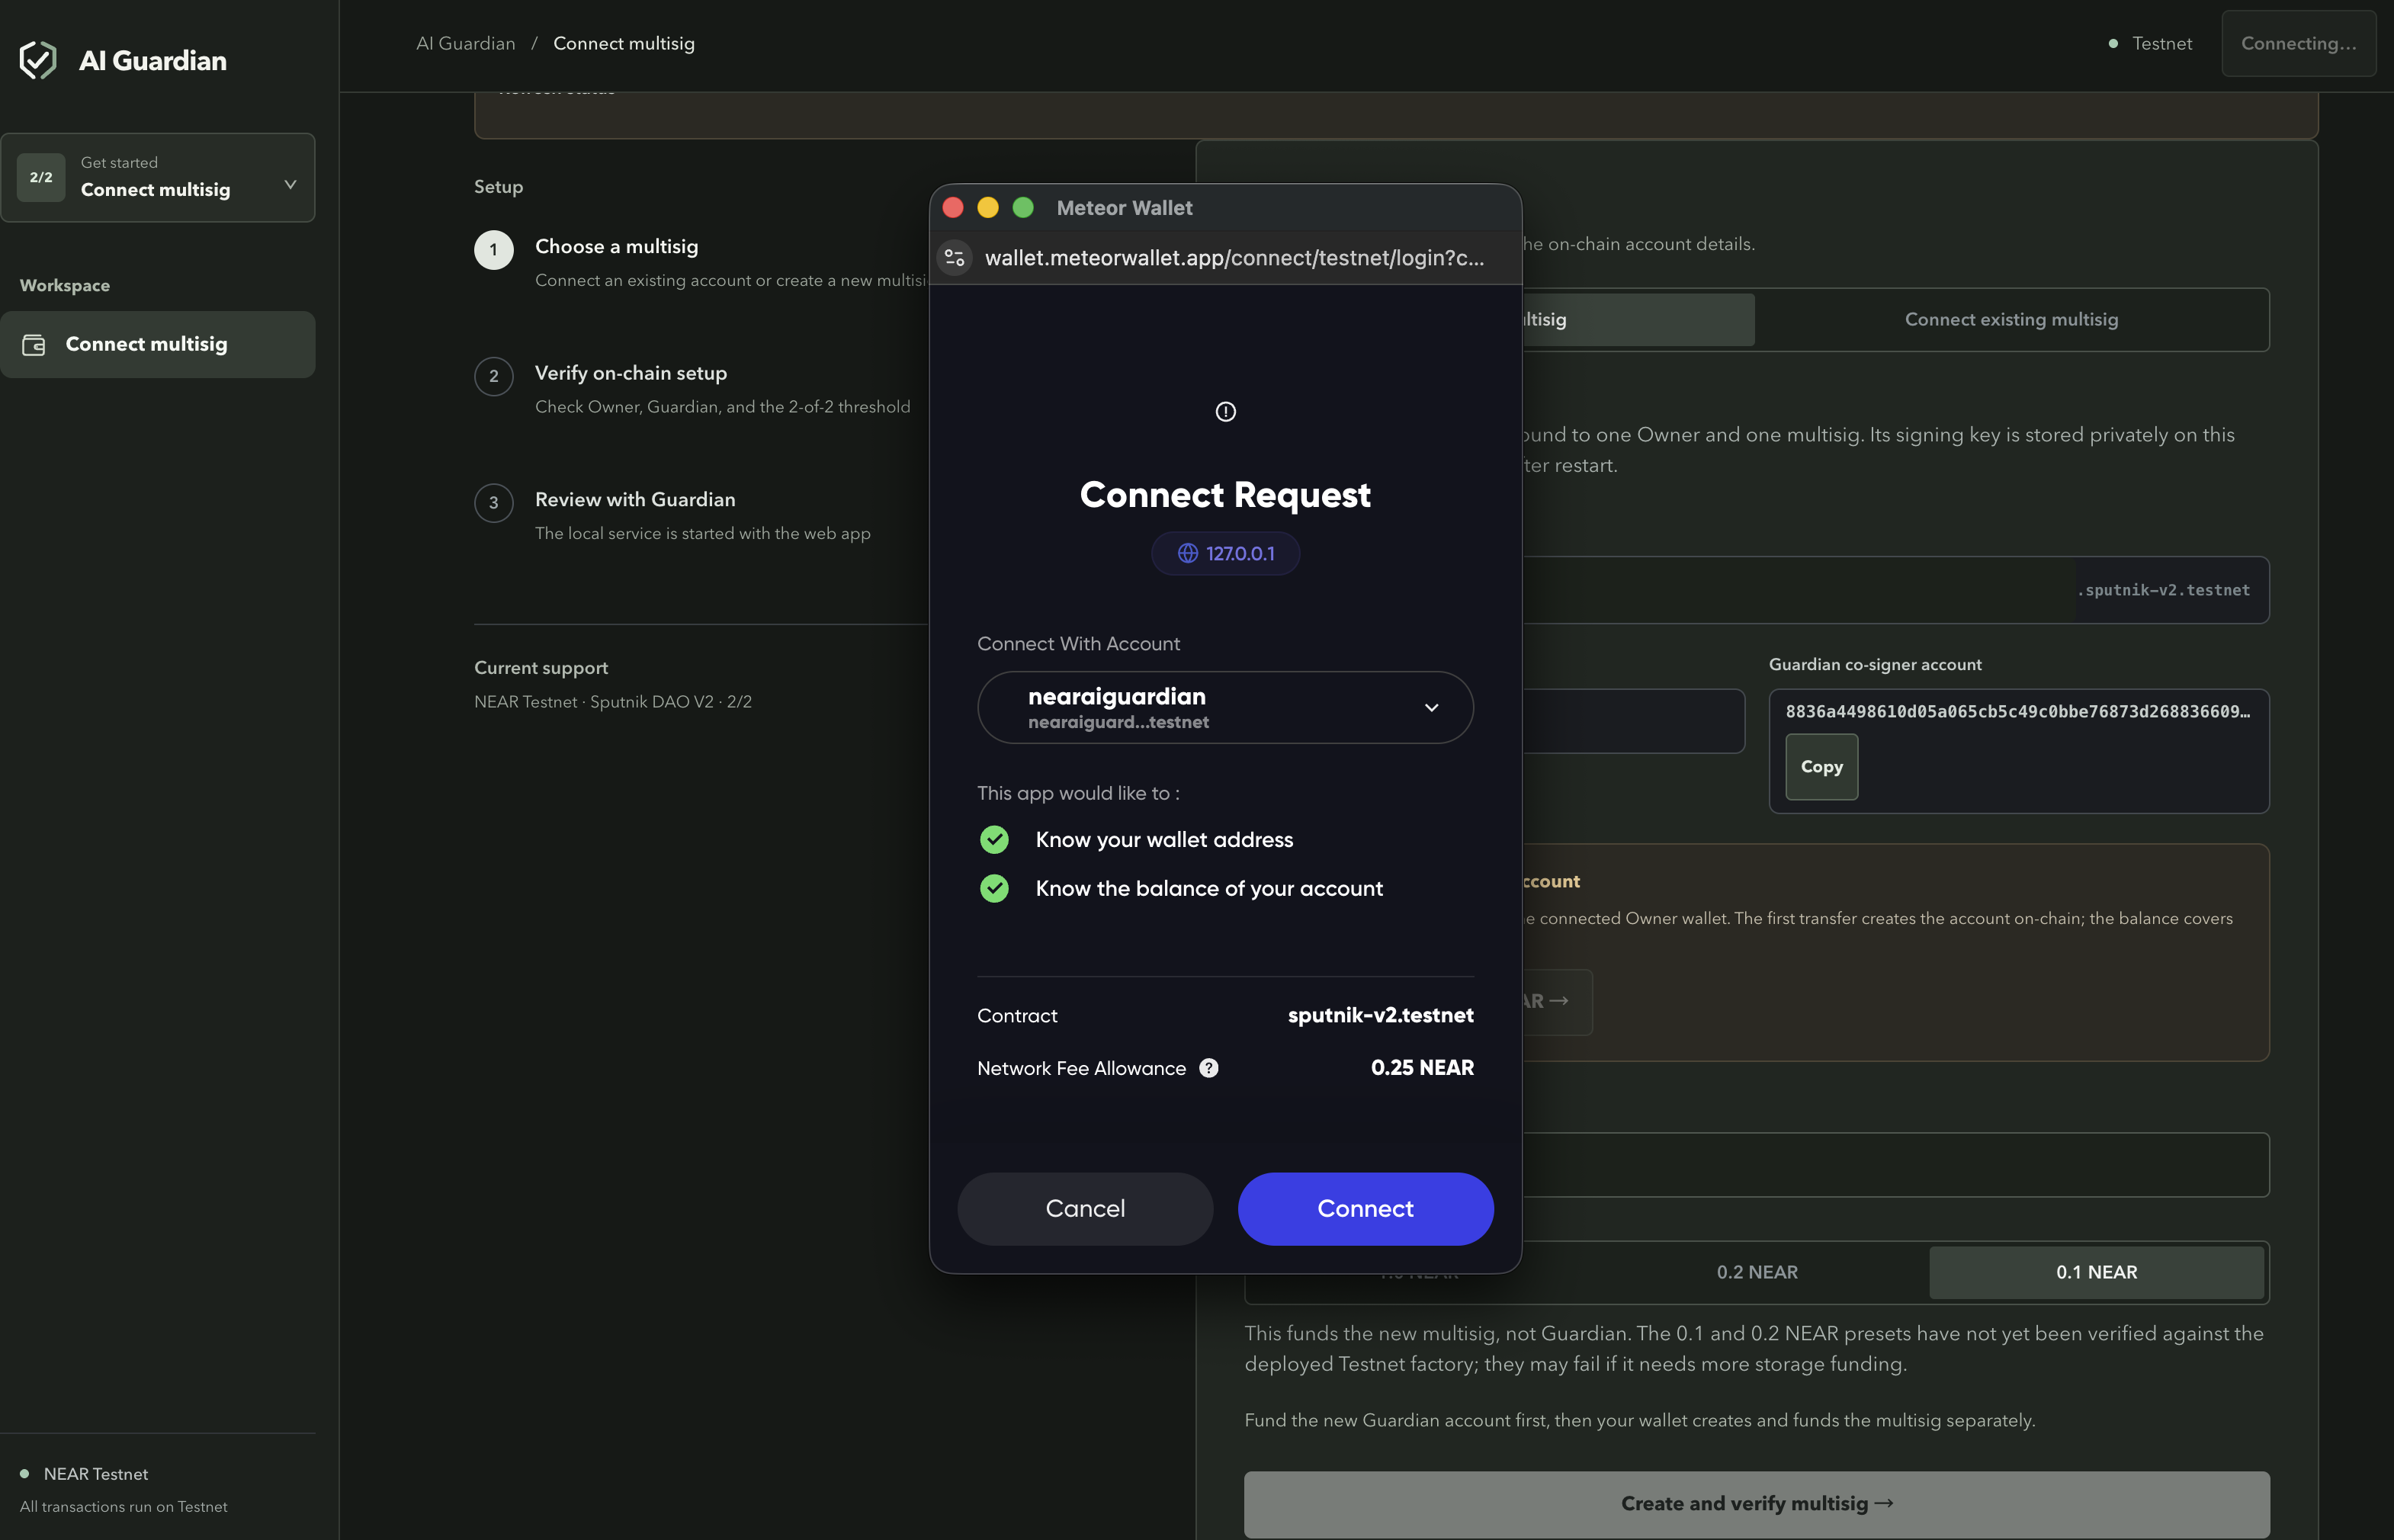 AI Guardian
2/2
Get started
Connect multisig
Workspace
Connect multisig
NEAR Testnet
All transactions run on Testnet
AI Guardian / Connect multisig
Testnet
Connecting...
Refresh status
Setup
1
Choose a multisig
Connect an existing account or create a new multisi
2
Verify on-chain setup
Check Owner, Guardian, and the 2-of-2 threshold
3
Review with Guardian
The local service is started with the web app
Current support
NEAR Testnet · Sputnik DAO V2 · 2/2
Meteor Wallet
wallet.meteorwallet.app/connect/testnet/login?c...
Connect Request
127.0.0.1
Connect With Account
nearaiguardian
nearaiguard...testnet
This app would like to :
Know your wallet address
Know the balance of your account
Contract
sputnik-v2.testnet
Network Fee Allowance ?
0.25 NEAR
Cancel
Connect
he on-chain account details.
ltisig
Connect existing multisig
ound to one Owner and one multisig. Its signing key is stored privately on this
ter restart.
.sputnik-v2.testnet
Guardian co-signer account
8836a4498610d05a065cb5c49c0bbe76873d268836609…
Copy
ccount
e connected Owner wallet. The first transfer creates the account on-chain; the balance covers
AR →
0.2 NEAR
0.1 NEAR
This funds the new multisig, not Guardian. The 0.1 and 0.2 NEAR presets have not yet been verified against the
deployed Testnet factory; they may fail if it needs more storage funding.
Fund the new Guardian account first, then your wallet creates and funds the multisig separately.
Create and verify multisig →